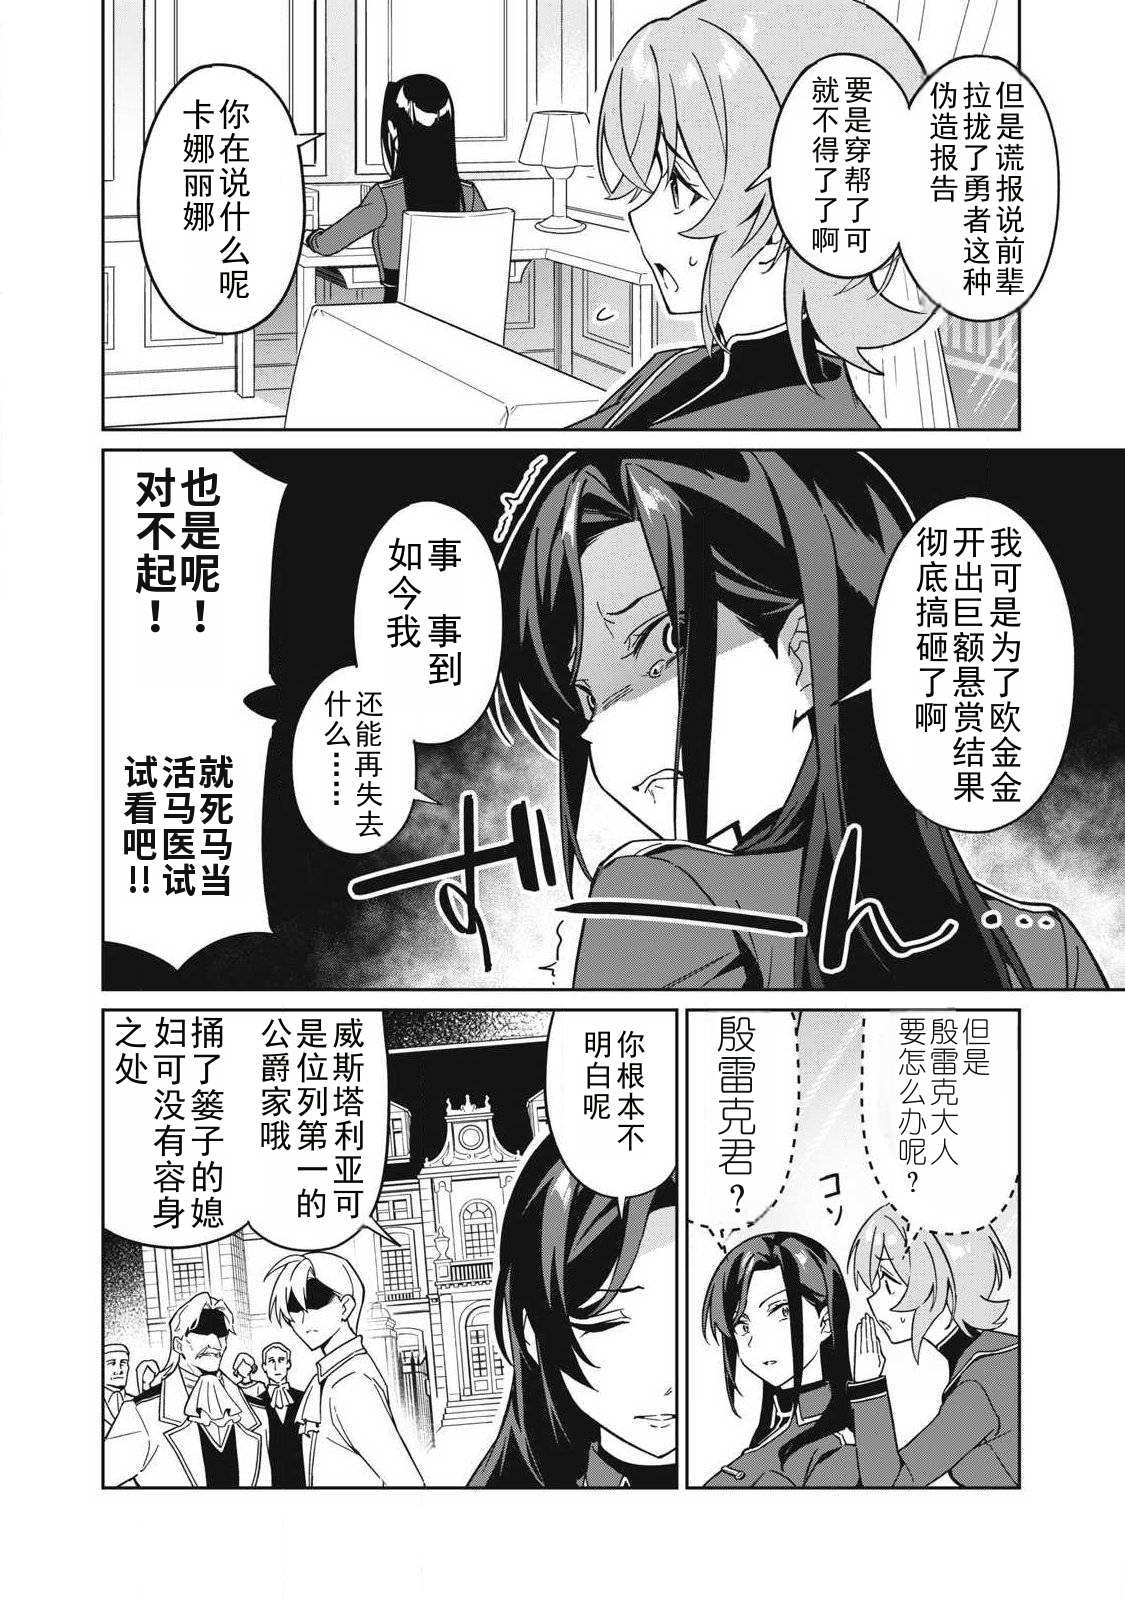 但是谎报说前辈
拉拢了勇者这种
伪造报告
要是穿帮了可
就不得了了啊
你在说什么呢
卡娜丽娜
我可是为了欧金金
开出巨额悬赏结果
彻底搞砸了啊
事 事到
如今我
还能再失去
什么……
ず
ー
ん…
也是呢！
对不起！
就死马当
活马医试
试看吧!!
但是
殷雷克大人
要怎么办呢?
殷雷克君?
コソ
你根本不
明白呢
威斯塔利亚可
是位列第一的
公爵家哦
捅了篓子的媳
妇可没有容身
之处